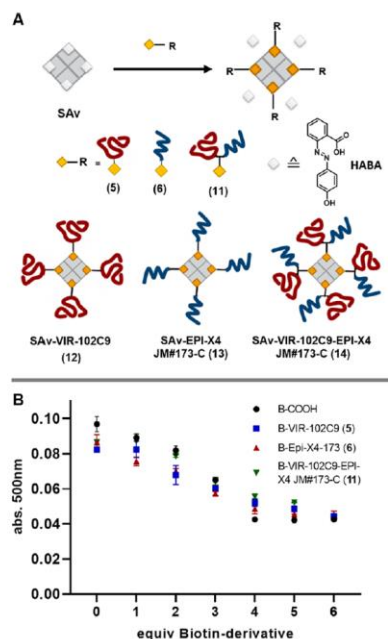 A
R
R
SAv
R
R
R
R =
(5)
(6)
(11)
≙
O
OH
N
N
HO
HABA
SAv-VIR-102C9
(12)
SAv-EPI-X4
JM#173-C (13)
SAv-VIR-102C9-EPI-X4
JM#173-C (14)
B
abs. 500nm
0.10
0.08
0.06
0.04
0.02
0.00
B-COOH
B-VIR-102C9 (5)
B-Epi-X4-173 (6)
B-VIR-102C9-EPI-
X4 JM#173-C (11)
0 1 2 3 4 5 6
equiv Biotin-derivative